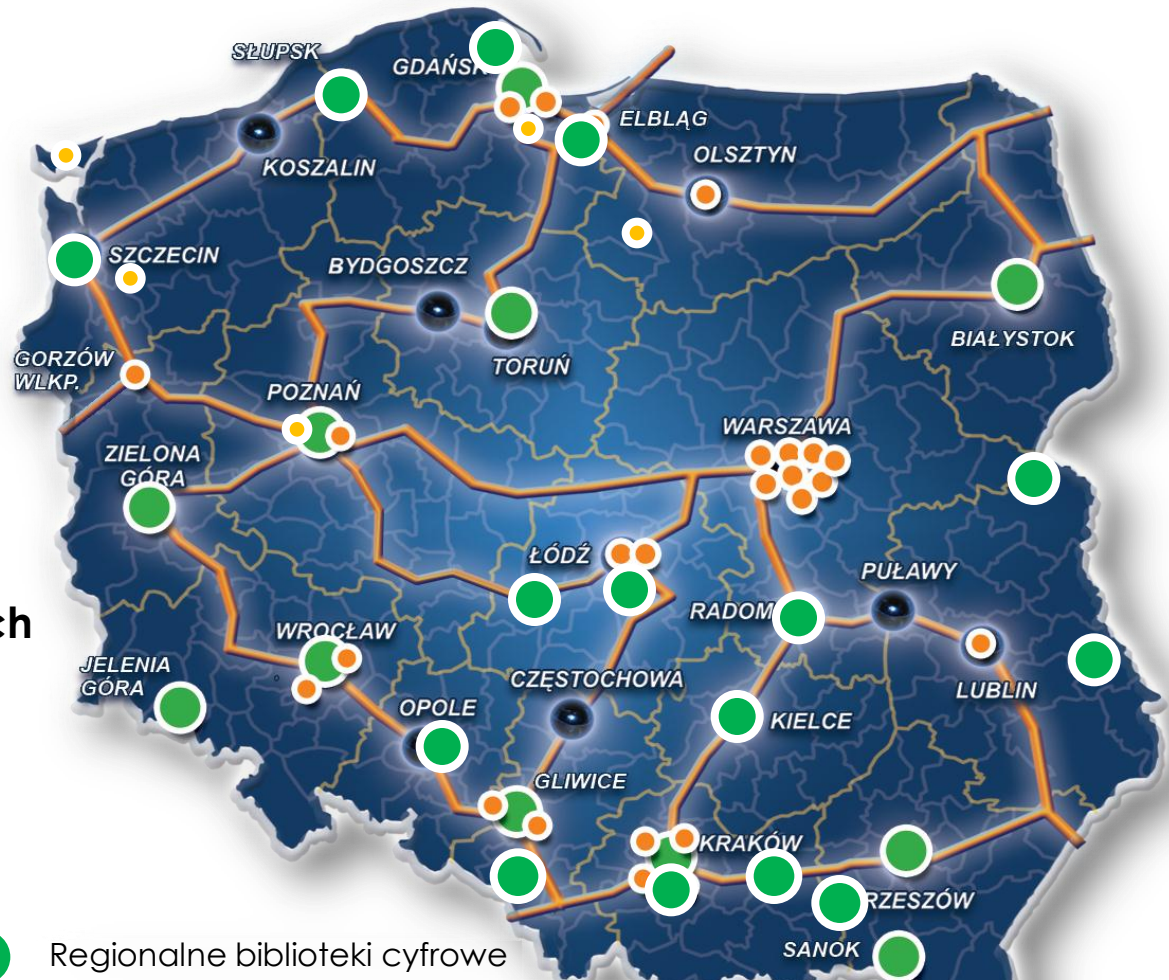 SŁUPSK
GDAŃSK
ELBLĄG
KOSZALIN
OLSZTYN
SZCZECIN
BYDGOSZCZ
TORUŃ
BIAŁYSTOK
GORZÓW
WLKP.
POZNAŃ
WARSZAWA
ZIELONA
GÓRA
ŁÓDŹ
PUŁAWY
RADOM
ch
WROCŁAW
JELENIA
GÓRA
CZĘSTOCHOWA
LUBLIN
OPOLE
KIELCE
GLIWICE
KRAKÓW
RZESZÓW
SANOK
Regionalne biblioteki cyfrowe